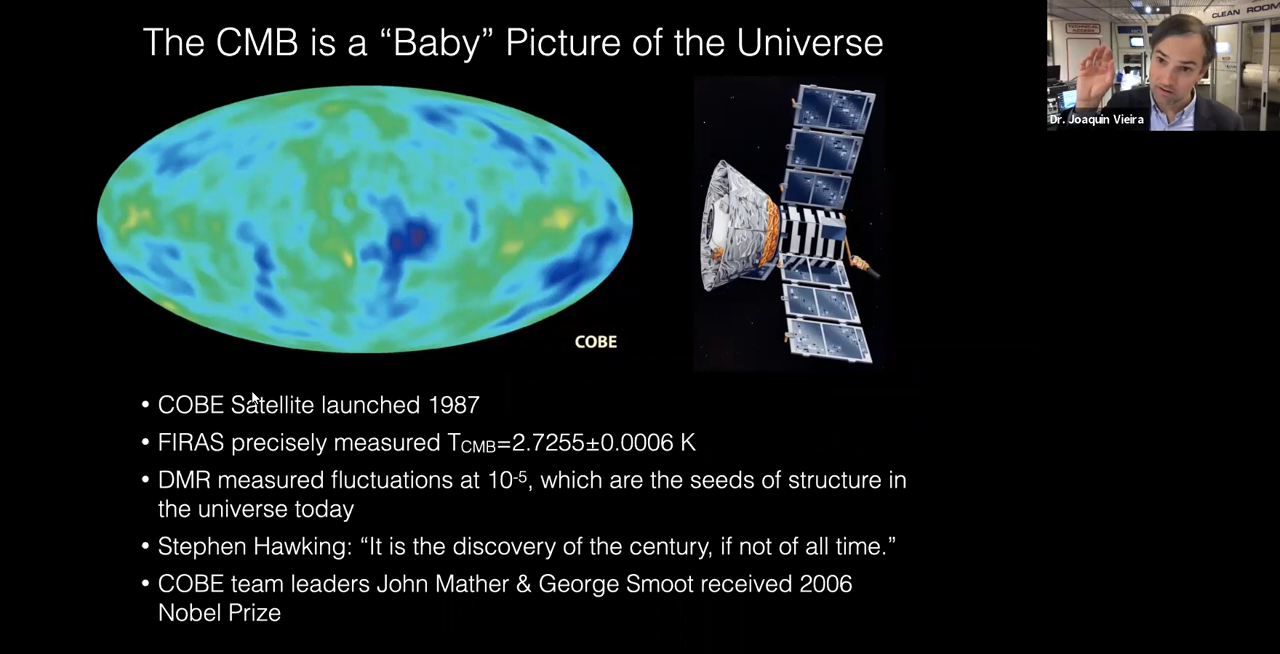 The CMB is a “Baby” Picture of the Universe
CLEAN ROOM
TECHNICAL
ACCESS
Dr. Joaquin Vieira
COBE
• COBE Satellite launched 1987
• FIRAS precisely measured TCMB=2.7255±0.0006 K
• DMR measured fluctuations at 10-5, which are the seeds of structure in
the universe today
• Stephen Hawking: “It is the discovery of the century, if not of all time.”
• COBE team leaders John Mather & George Smoot received 2006
Nobel Prize